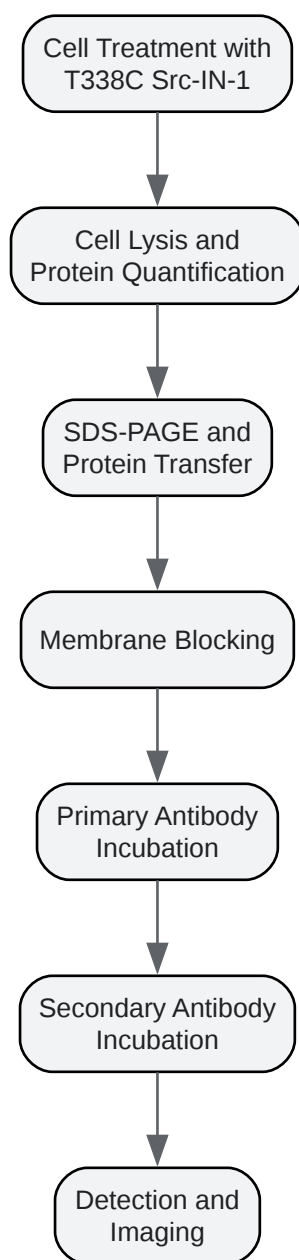 Cell Treatment with
T338C Src-IN-1
Cell Lysis and
Protein Quantification
SDS-PAGE and
Protein Transfer
Membrane Blocking
Primary Antibody
Incubation
Secondary Antibody
Incubation
Detection and
Imaging